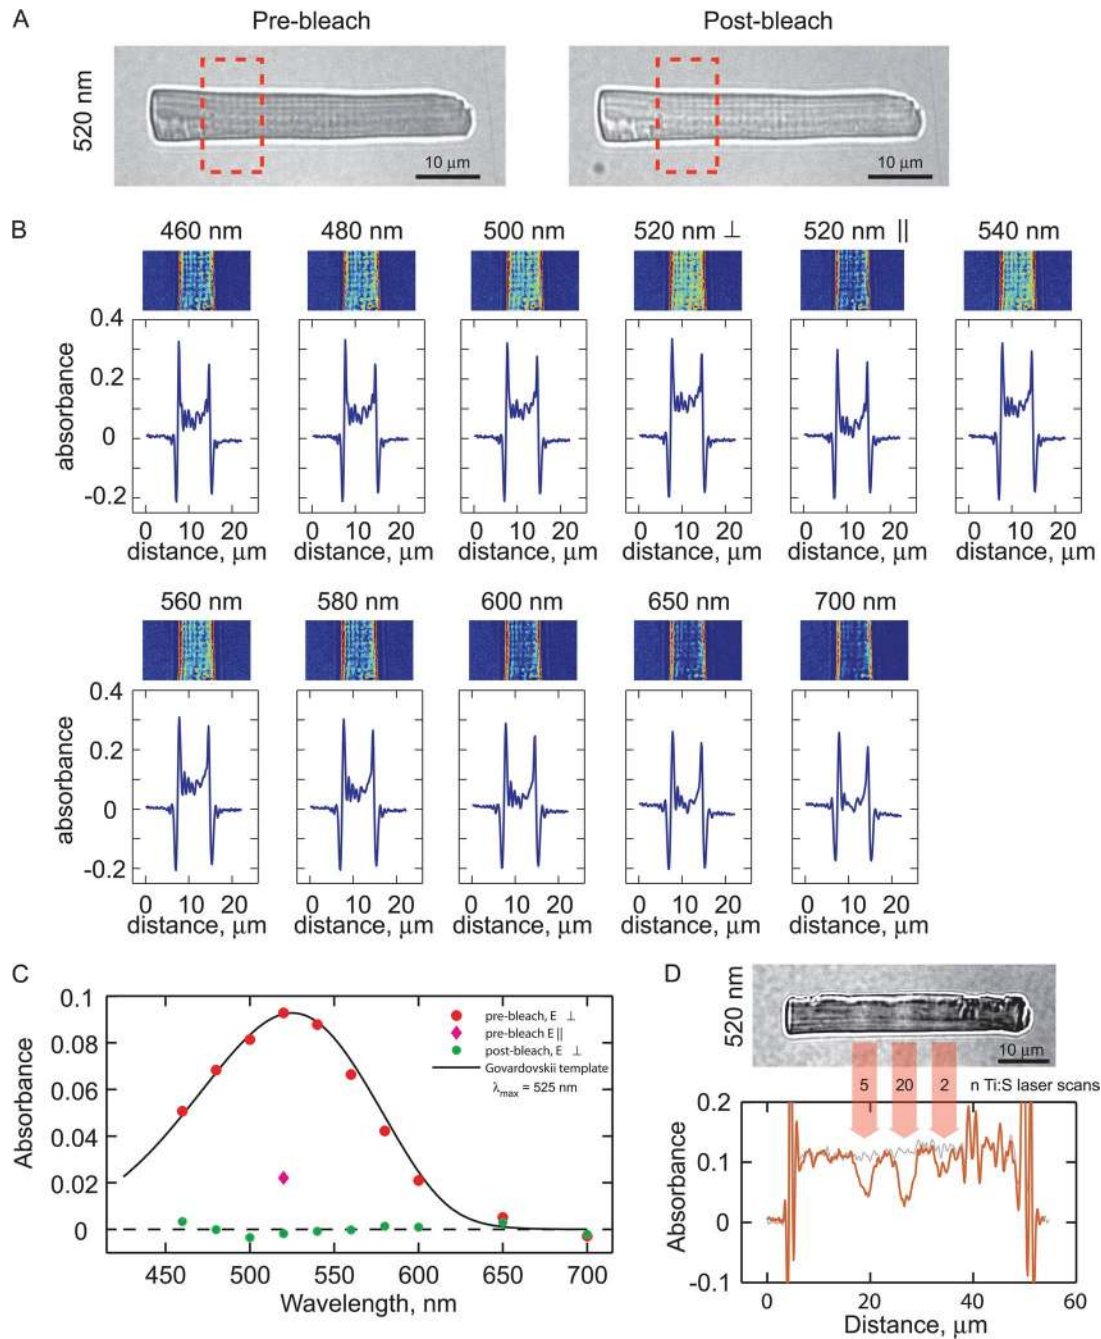 A
Pre-bleach
Post-bleach
520 nm
10 μm
10 μm
B
460 nm
480 nm
500 nm
520 nm ⊥
520 nm ||
540 nm
absorbance
0.4
0.2
0
-0.2
0 10 20
0 10 20
0 10 20
0 10 20
0 10 20
0 10 20
distance, μm
distance, μm
distance, μm
distance, μm
distance, μm
distance, μm
560 nm
580 nm
600 nm
650 nm
700 nm
absorbance
0.4
0.2
0
-0.2
0 10 20
0 10 20
0 10 20
0 10 20
0 10 20
distance, μm
distance, μm
distance, μm
distance, μm
distance, μm
C
Absorbance
0.1
0.08
0.06
0.04
0.02
0
pre-bleach, E ⊥
pre-bleach E ||
post-bleach, E ⊥
Govardovskii template
λmax = 525 nm
450 500 550 600 650 700
Wavelength, nm
D
520 nm
10 μm
5 20 2 n Ti:S laser scans
Absorbance
0.2
0.1
0
-0.1
0 20 40 60
Distance, μm